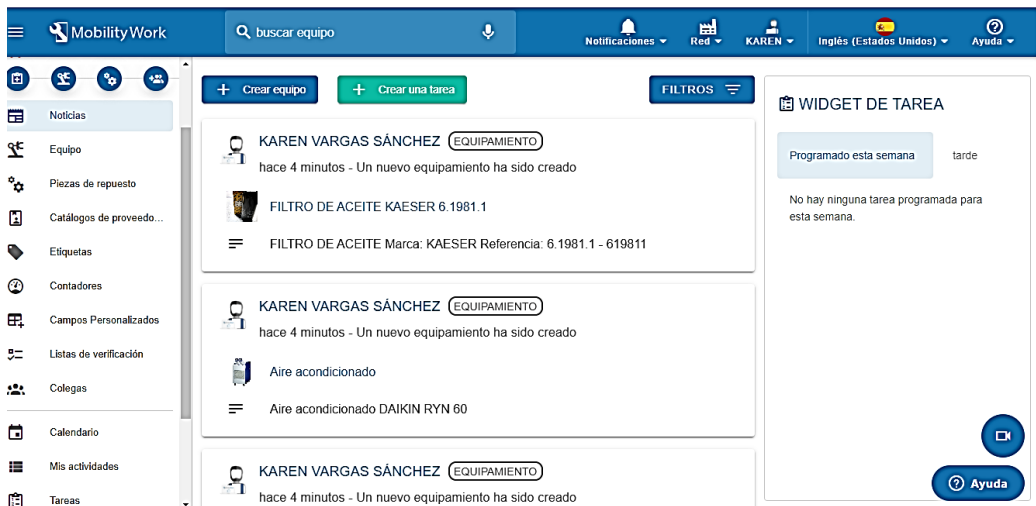 MobilityWork
buscar equipo
Notificaciones
Red
KAREN
Inglés (Estados Unidos)
Ayuda
Noticias
Equipo
Piezas de repuesto
Catálogos de proveedo...
Etiquetas
Contadores
Campos Personalizados
Listas de verificación
Colegas
Calendario
Mis actividades
Tareas
+ Crear equipo
+ Crear una tarea
FILTROS
KAREN VARGAS SÁNCHEZ EQUIPAMIENTO
hace 4 minutos - Un nuevo equipamiento ha sido creado
FILTRO DE ACEITE KAESER 6.1981.1
FILTRO DE ACEITE Marca: KAESER Referencia: 6.1981.1 - 619811
KAREN VARGAS SÁNCHEZ EQUIPAMIENTO
hace 4 minutos - Un nuevo equipamiento ha sido creado
Aire acondicionado
Aire acondicionado DAIKIN RYN 60
KAREN VARGAS SÁNCHEZ EQUIPAMIENTO
hace 4 minutos - Un nuevo equipamiento ha sido creado
WIDGET DE TAREA
Programado esta semana
tarde
No hay ninguna tarea programada para
esta semana.
Ayuda